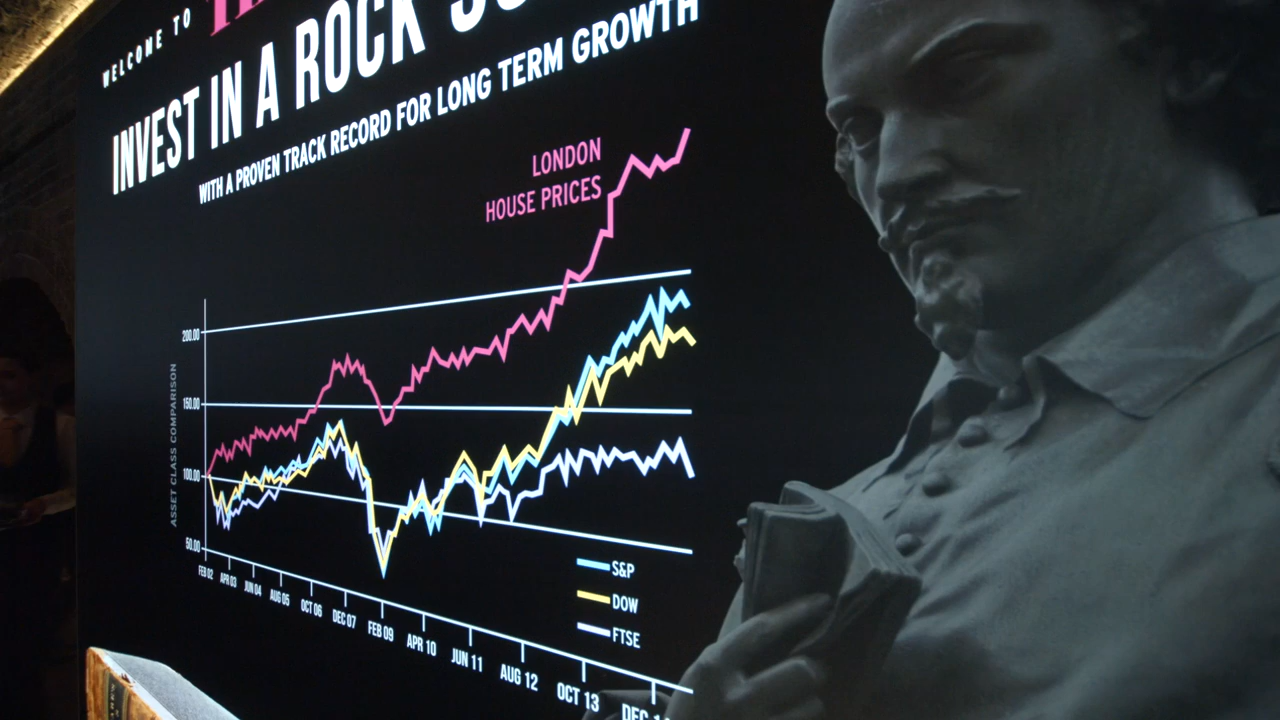 WELCOME TO
INVEST IN A ROCK
WITH A PROVEN TRACK RECORD FOR LONG TERM GROWTH
LONDON
HOUSE PRICES
ASSET CLASS COMPARISON
200.00
150.00
100.00
50.00
FEB 02 APR 03 JUN 04 AUG 05 OCT 06 DEC 07 FEB 09 APR 10 JUN 11 AUG 12 OCT 13 DEC
S&P
DOW
FTSE